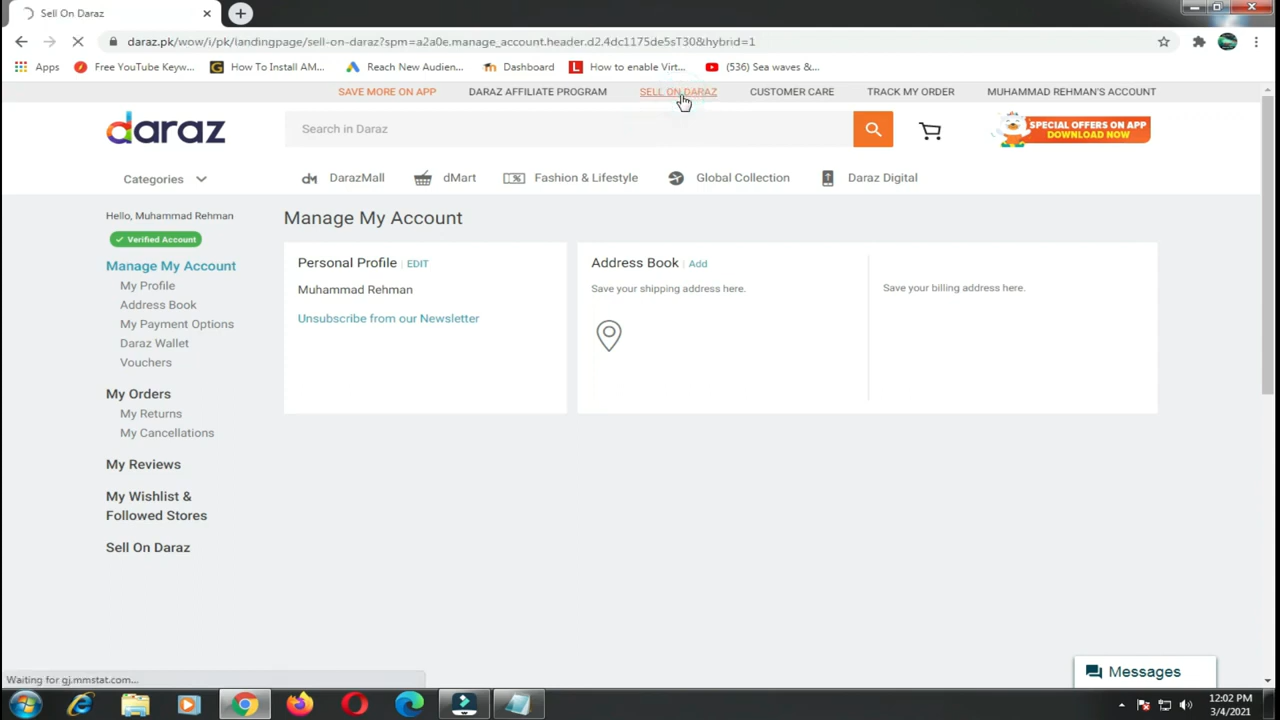 Sell On Daraz
daraz.pk/wow/i/pk/landingpage/sell-on-daraz?spm=a2a0e.manage_account.header.d2.4dc1175de5sT30&hybrid=1
Apps Free YouTube Keyw... How To Install AM... Reach New Audien... Dashboard How to enable Virt... (536) Sea waves &...
SAVE MORE ON APP DARAZ AFFILIATE PROGRAM SELL ON DARAZ CUSTOMER CARE TRACK MY ORDER MUHAMMAD REHMAN'S ACCOUNT
daraz Search in Daraz SPECIAL OFFERS ON APP
DOWNLOAD NOW
Categories DarazMall dMart Fashion & Lifestyle Global Collection Daraz Digital
Hello, Muhammad Rehman
Verified Account
Manage My Account
My Profile
Address Book
My Payment Options
Daraz Wallet
Vouchers
My Orders
My Returns
My Cancellations
My Reviews
My Wishlist &
Followed Stores
Sell On Daraz
Manage My Account
Personal Profile | EDIT
Muhammad Rehman
Unsubscribe from our Newsletter
Address Book | Add
Save your shipping address here.
Save your billing address here.
Messages
Waiting for gj.mmstat.com...
12:02 PM
3/4/2021